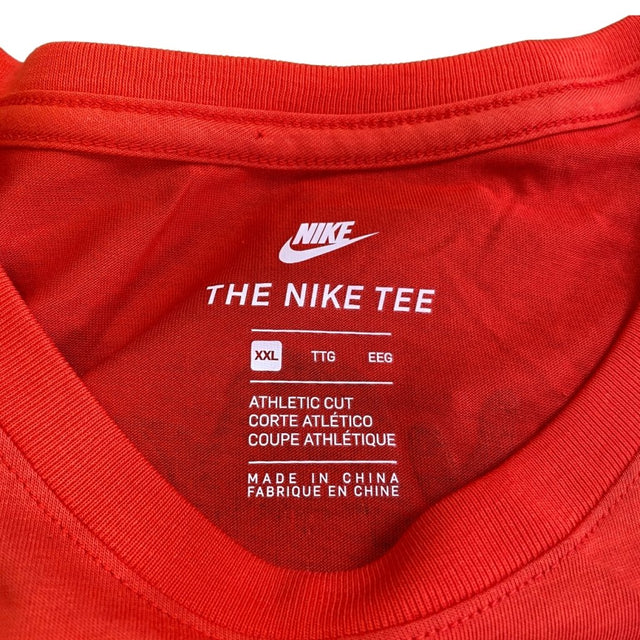 NIKE
THE NIKE TEE
XXL TTG EEG
ATHLETIC CUT
CORTE ATLÉTICO
COUPE ATHLÉTIQUE
MADE IN CHINA
FABRIQUE EN CHINE